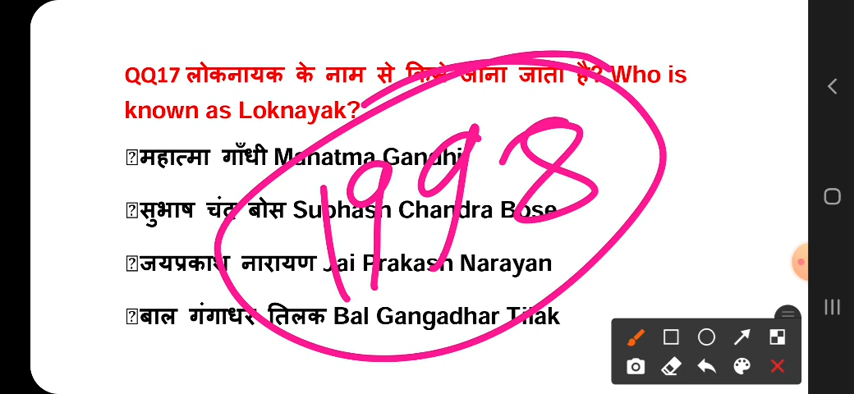 QQ17 लोकनायक के नाम से किसे जाना जाता है? Who is
known as Loknayak?
महात्मा गाँधी Mahatma Gandhi
सुभाष चंद्र बोस Subhash Chandra Bose
जयप्रकाश नारायण Jai Prakash Narayan
बाल गंगाधर तिलक Bal Gangadhar Tilak
1998